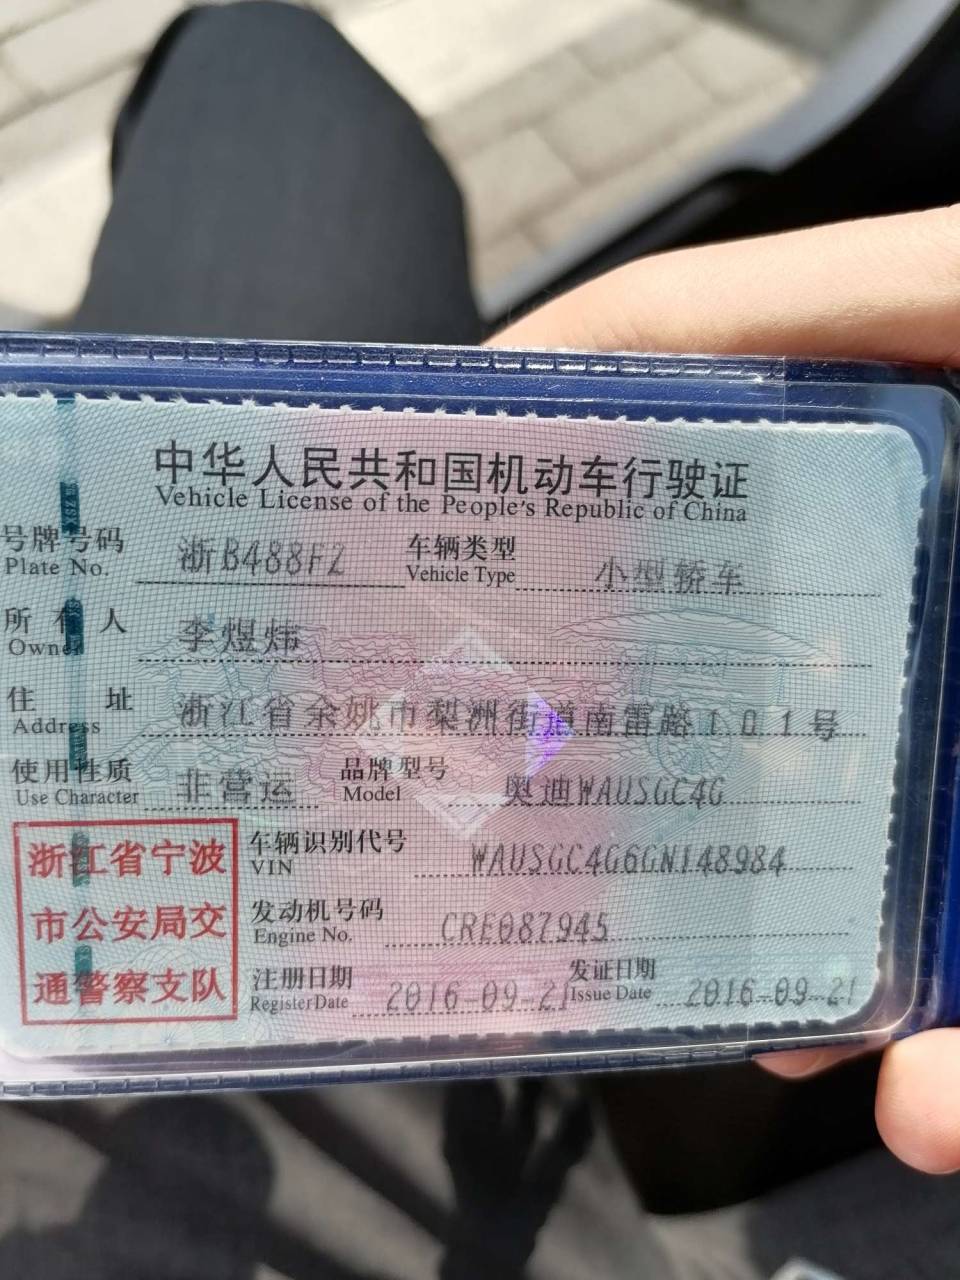 中华人民共和国机动车行驶证
Vehicle License of the People's Republic of China
号牌号码 浙B488F2 车辆类型 小型轿车
Plate No. Vehicle Type
所有人 李煜炜
Owner
住址 浙江省余姚市梨洲街道南雷路101号
Address
使用性质 非营运 品牌型号 奥迪WAUSGC4G
Use Character Model
浙江省宁波
市公安局交
通警察支队
车辆识别代号 WAUSGC4G6GN148984
VIN
发动机号码 CRE087945
Engine No.
注册日期 2016-09-21 发证日期 2016-09-21
Register Date Issue Date